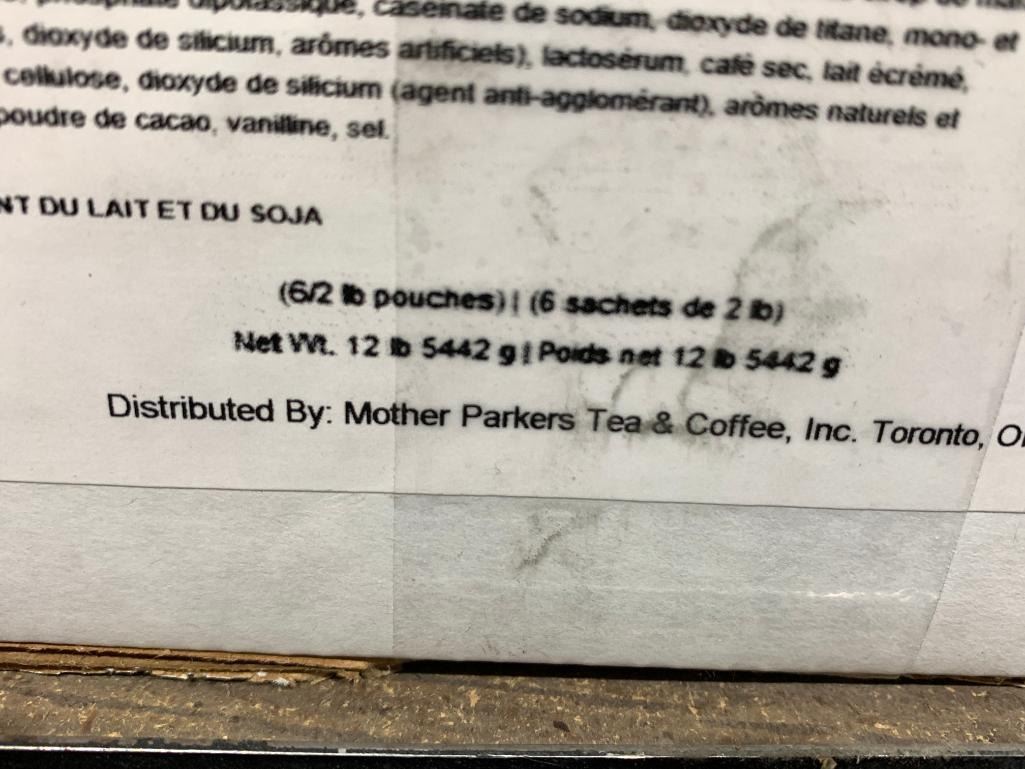 phosphate dipotassique, caséinate de sodium, dioxyde de titane, mono- et
, dioxyde de silicium, arômes artificiels), lactosérum, café sec, lait écrémé,
cellulose, dioxyde de silicium (agent anti-agglomérant), arômes naturels et
poudre de cacao, vanilline, sel.
NT DU LAIT ET DU SOJA
(6/2 lb pouches) | (6 sachets de 2 lb)
Net Wt. 12 lb 5442 g | Poids net 12 lb 5442 g
Distributed By: Mother Parkers Tea & Coffee, Inc. Toronto,